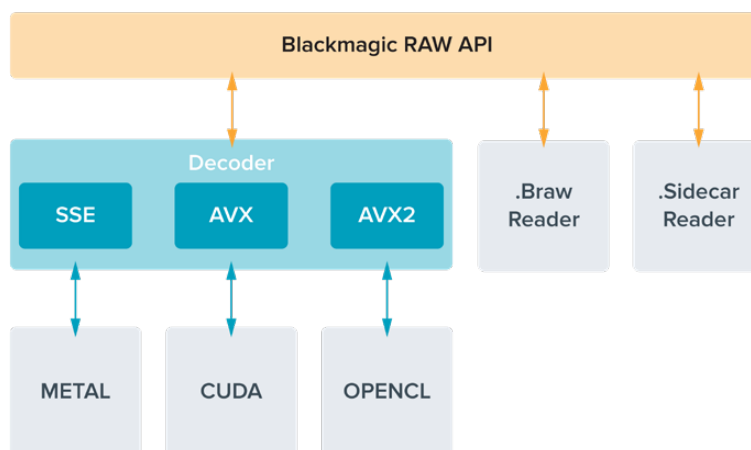 Blackmagic RAW API
Decoder
SSE
AVX
AVX2
.Braw
Reader
.Sidecar
Reader
METAL
CUDA
OPENCL